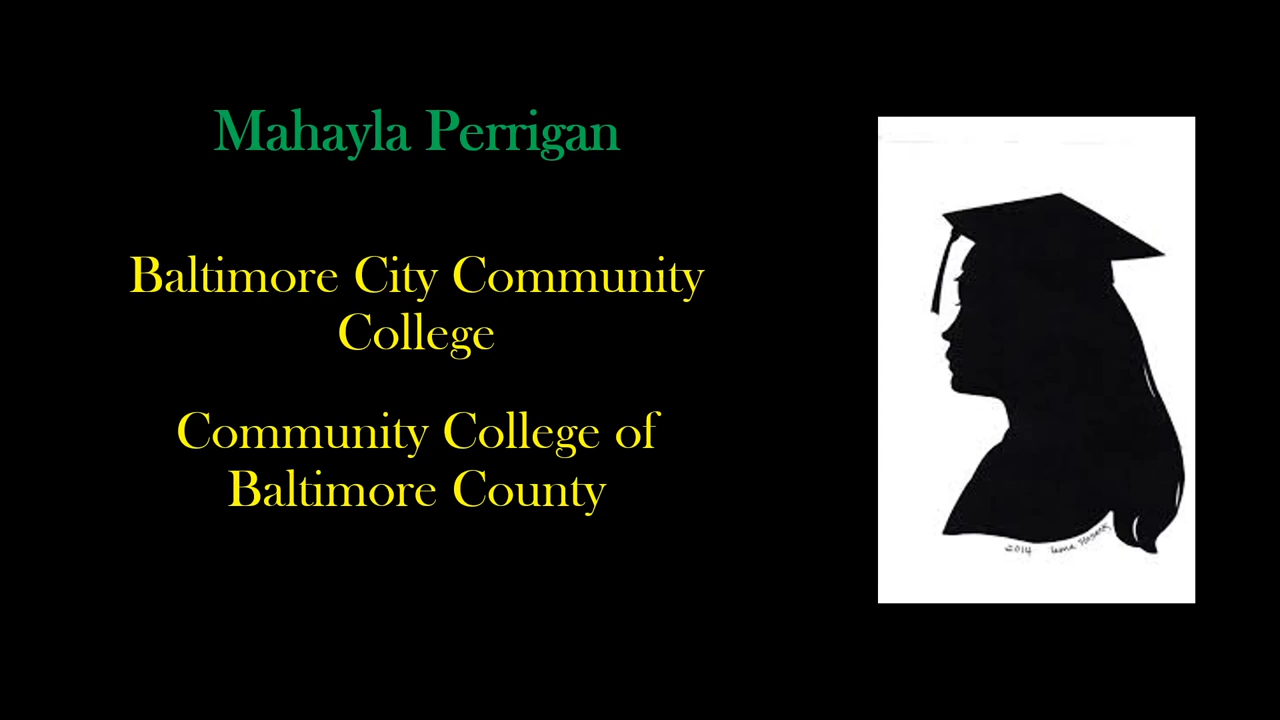 Mahayla Perrigan
Baltimore City Community
College
Community College of
Baltimore County
2014